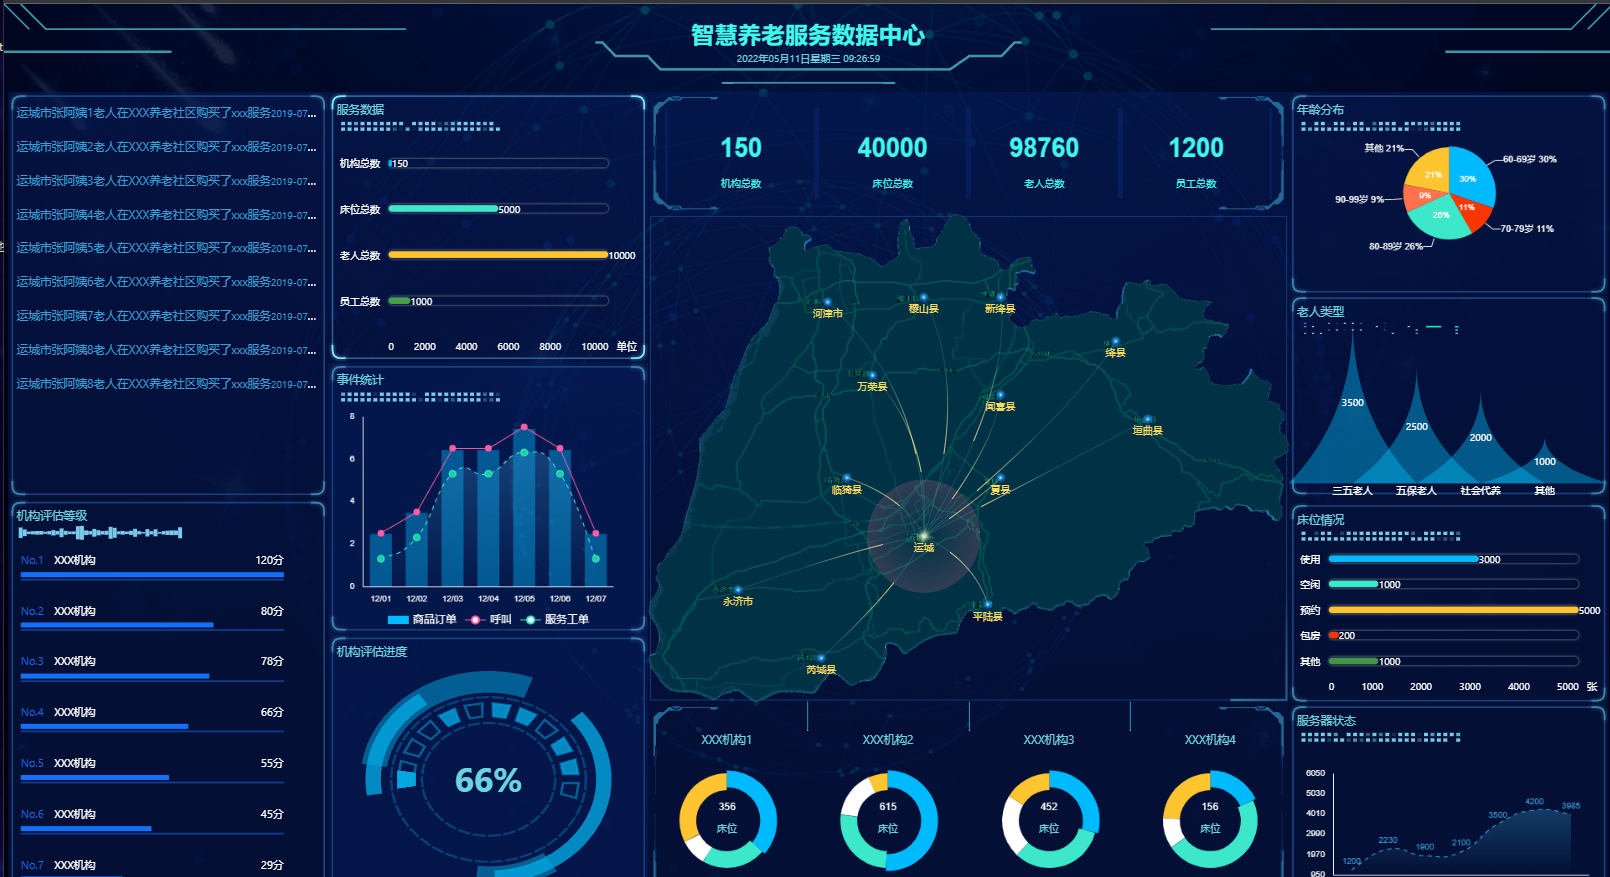 智慧养老服务数据中心
2022年05月11日星期三 09:26:59
运城市张阿姨1老人在XXX养老社区购买了xxx服务2019-07...
运城市张阿姨2老人在XXX养老社区购买了xxx服务2019-07...
运城市张阿姨3老人在XXX养老社区购买了xxx服务2019-07...
运城市张阿姨4老人在XXX养老社区购买了xxx服务2019-07...
运城市张阿姨5老人在XXX养老社区购买了xxx服务2019-07...
运城市张阿姨6老人在XXX养老社区购买了xxx服务2019-07...
运城市张阿姨7老人在XXX养老社区购买了xxx服务2019-07...
运城市张阿姨8老人在XXX养老社区购买了xxx服务2019-07...
运城市张阿姨8老人在XXX养老社区购买了xxx服务2019-07...
机构评估等级
No.1 XXX机构 120分
No.2 XXX机构 80分
No.3 XXX机构 78分
No.4 XXX机构 66分
No.5 XXX机构 55分
No.6 XXX机构 45分
No.7 XXX机构 29分
服务数据
机构总数 150
床位总数 5000
老人总数 10000
员工总数 1000
0 2000 4000 6000 8000 10000 单位
事件统计
8
6
4
2
0
12/01 12/02 12/03 12/04 12/05 12/06 12/07
商品订单 呼叫 服务工单
机构评估进度
66%
150 40000 98760 1200
机构总数 床位总数 老人总数 员工总数
河津市
稷山县
新绛县
绛县
万荣县
闻喜县
垣曲县
临猗县
夏县
运城
永济市
平陆县
芮城县
XXX机构1 XXX机构2 XXX机构3 XXX机构4
356 615 452 156
床位 床位 床位 床位
年龄分布
其他 21%
60-69岁 30%
21%
30%
90-99岁 9%
9%
11%
26%
70-79岁 11%
80-89岁 26%
老人类型
3500
2500
2000
1000
三五老人 五保老人 社会代养 其他
床位情况
使用 3000
空闲 1000
预约 5000
包房 200
其他 1000
0 1000 2000 3000 4000 5000 张
服务器状态
6050
5030
4010
2990
1970
950
1200 2230 1900 2100 3500 4200 3985